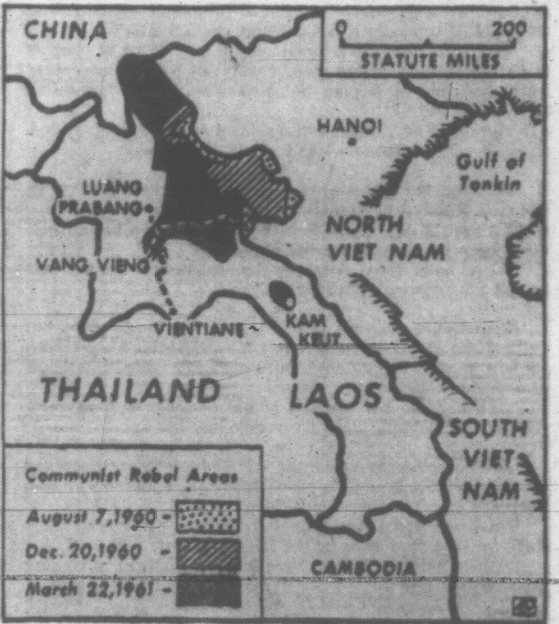 CHINA
0 200
STATUTE MILES
HANOI
Gulf of
Tonkin
LUANG
PRABANG
NORTH
VIET NAM
VANG VIENG
VIENTIANE
KAM
KEUT
THAILAND
LAOS
SOUTH
VIET
NAM
Communist Rebel Areas
August 7,1960 -
Dec. 20,1960 -
March 22,1961 -
CAMBODIA